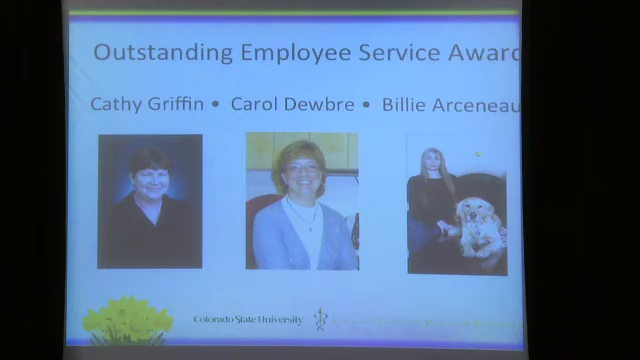 Outstanding Employee Service Award
Cathy Griffin • Carol Dewbre • Billie Arceneau
Colorado State University